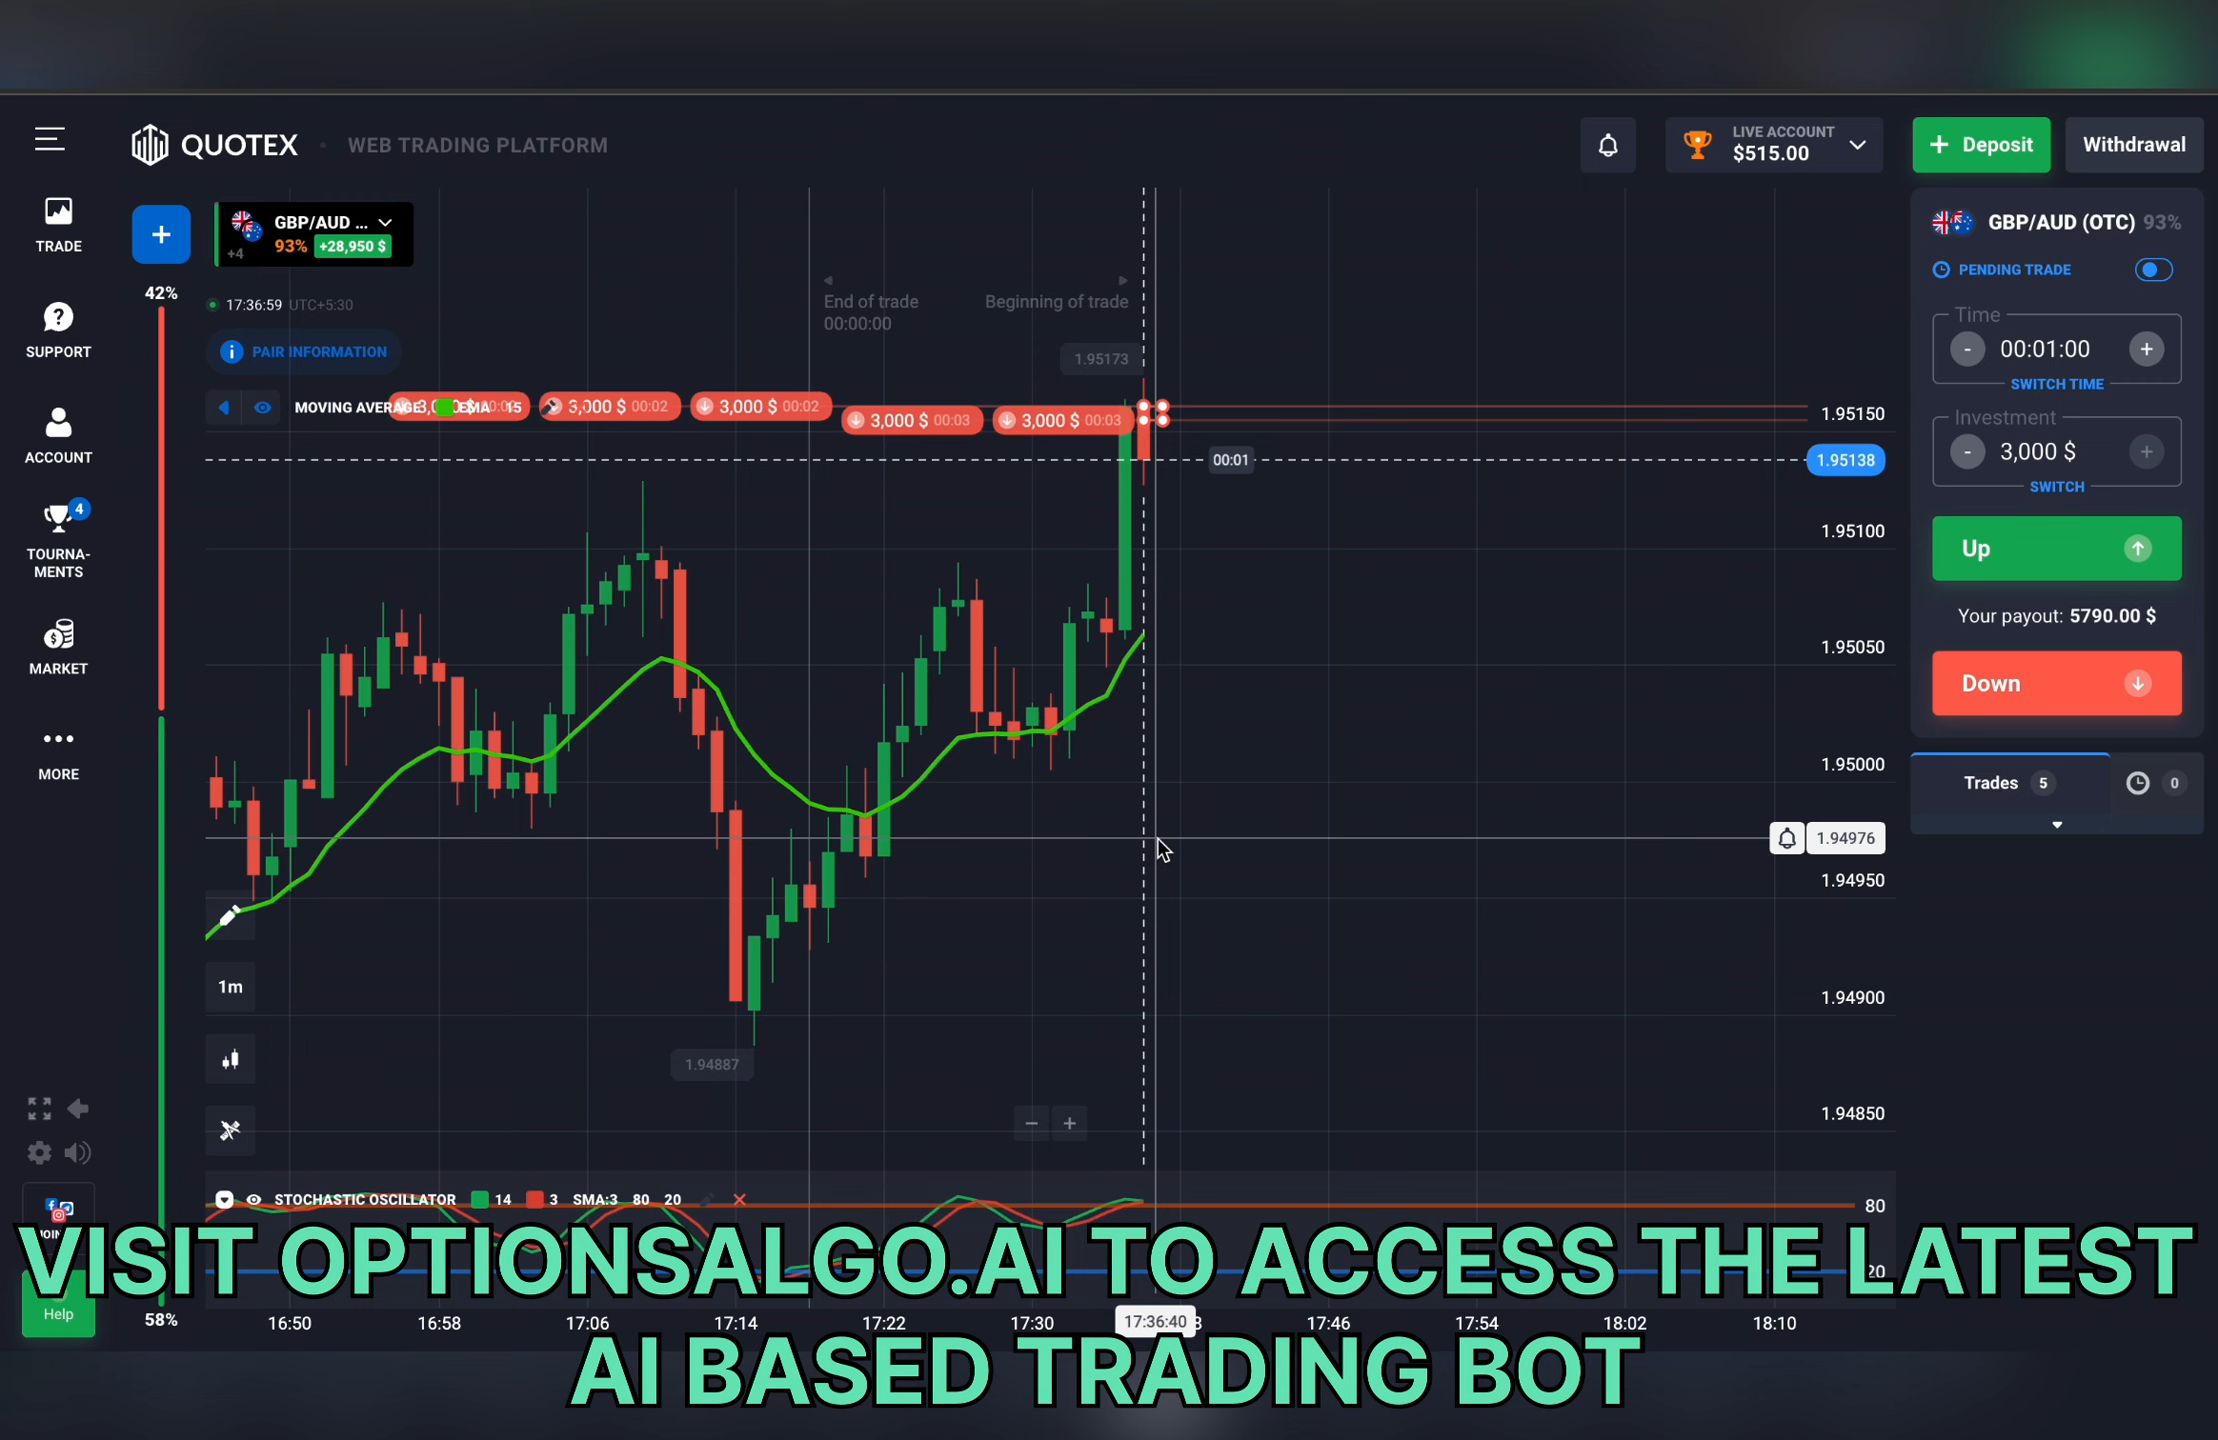 QUOTEX
WEB TRADING PLATFORM
LIVE ACCOUNT
$515.00
+ Deposit
Withdrawal
TRADE
SUPPORT
ACCOUNT
4
TOURNA-
MENTS
MARKET
MORE
Help
+
GBP/AUD ...
+4
93% +28,950 $
42%
17:36:59 UTC+5:30
PAIR INFORMATION
End of trade
00:00:00
Beginning of trade
1.95173
MOVING AVERAGE
EMA 15
3,000 $ 00:02
3,000 $ 00:02
3,000 $ 00:03
3,000 $ 00:03
00:01
1.95150
1.95138
1.95100
1.95050
1.95000
1.94976
1.94950
1.94900
1.94850
1.94887
1m
- +
STOCHASTIC OSCILLATOR 14 3 SMA:3 80 20
80
20
58%
16:50 16:58 17:06 17:14 17:22 17:30 17:36:40 17:46 17:54 18:02 18:10
GBP/AUD (OTC) 93%
PENDING TRADE
Time
- 00:01:00 +
SWITCH TIME
Investment
- 3,000 $ +
SWITCH
Up
Your payout: 5790.00 $
Down
Trades 5
0
VISIT OPTIONSALGO.AI TO ACCESS THE LATEST
AI BASED TRADING BOT